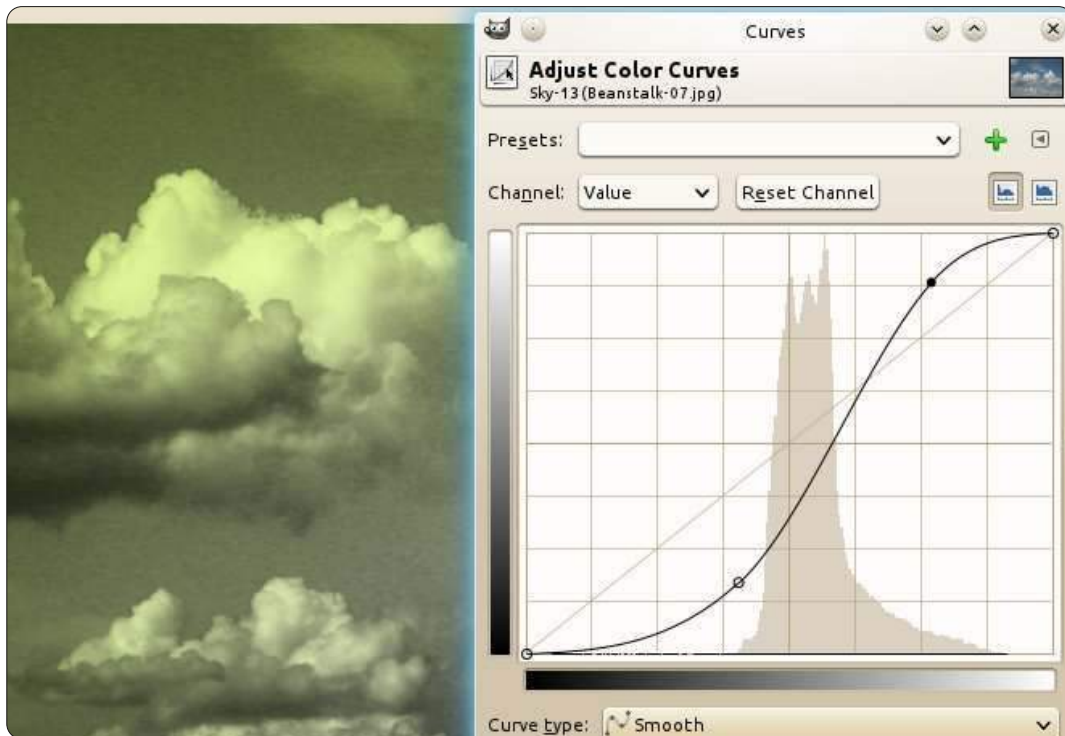 Curves
Adjust Color Curves
Sky-13 (Beanstalk-07.jpg)
Presets:
Channel: Value Reset Channel
Curve type: Smooth